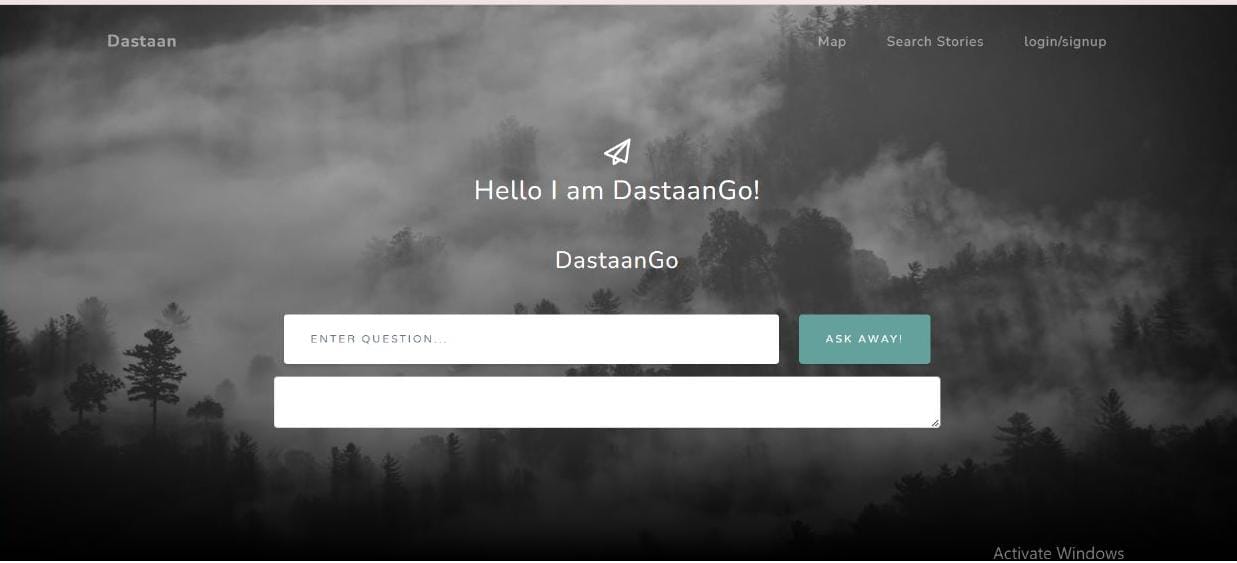 Dastaan
Map
Search Stories
login/signup
Hello I am DastaanGo!
DastaanGo
ENTER QUESTION...
ASK AWAY!
Activate Windows